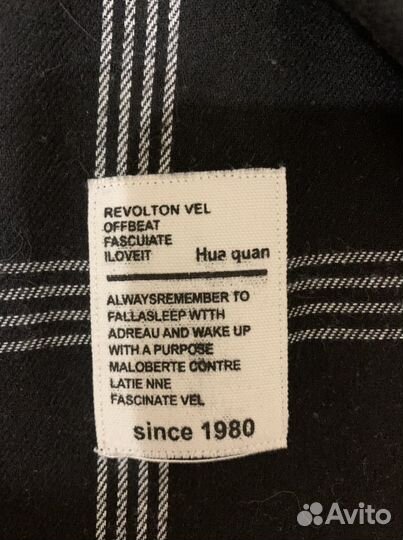 REVOLTON VEL
OFFBEAT
FASCUIATE
ILOVEIT Hua quan
ALWAYSREMEMBER TO
FALLASLEEP WTTH
ADREAU AND WAKE UP
WITH A PURPOSE
MALOBERTE CONTRE
LATIE NNE
FASCINATE VEL
since 1980
Avito